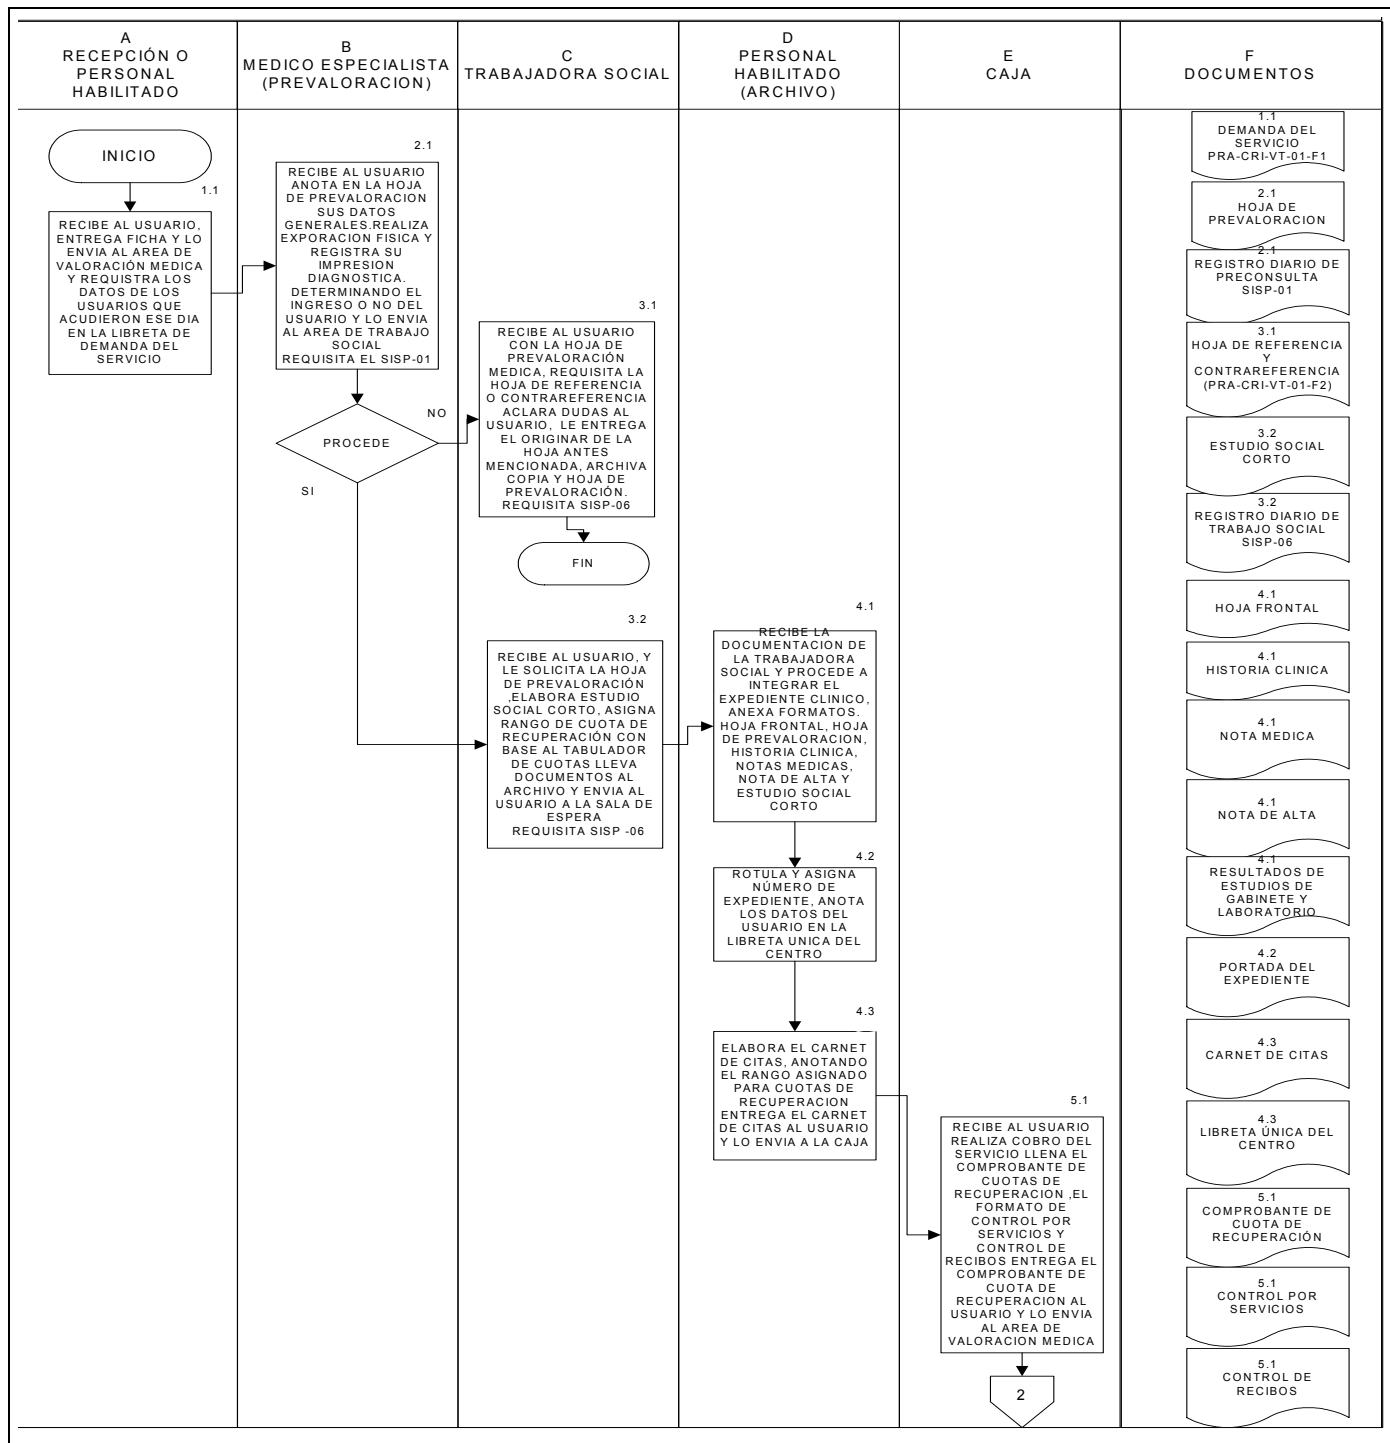 A
RECEPCIÓN O
PERSONAL
HABILITADO
B
MEDICO ESPECIALISTA
(PREVALORACION)
C
TRABAJADORA SOCIAL
D
PERSONAL
HABILITADO
(ARCHIVO)
E
CAJA
F
DOCUMENTOS
INICIO
1.1
RECIBE AL USUARIO,
ENTREGA FICHA Y LO
ENVIA AL AREA DE
VALORACIÓN MEDICA
Y REQUISTRA LOS
DATOS DE LOS
USUARIOS QUE
ACUDIERON ESE DIA
EN LA LIBRETA DE
DEMANDA DEL
SERVICIO
2.1
RECIBE AL USUARIO
ANOTA EN LA HOJA
DE PREVALORACION
SUS DATOS
GENERALES.REALIZA
EXPORACION FISICA Y
REGISTRA SU
IMPRESION
DIAGNOSTICA.
DETERMINANDO EL
INGRESO O NO DEL
USUARIO Y LO ENVIA
AL AREA DE TRABAJO
SOCIAL
REQUISITA EL SISP-01
PROCEDE
NO
SI
3.1
RECIBE AL USUARIO
CON LA HOJA DE
PREVALORACIÓN
MEDICA, REQUISITA LA
HOJA DE REFERENCIA
O CONTRAREFERENCIA
ACLARA DUDAS AL
USUARIO, LE ENTREGA
EL ORIGINAR DE LA
HOJA ANTES
MENCIONADA, ARCHIVA
COPIA Y HOJA DE
PREVALORACIÓN.
REQUISITA SISP-06
FIN
3.2
RECIBE AL USUARIO, Y
LE SOLICITA LA HOJA
DE PREVALORACIÓN
,ELABORA ESTUDIO
SOCIAL CORTO, ASIGNA
RANGO DE CUOTA DE
RECUPERACIÓN CON
BASE AL TABULADOR
DE CUOTAS LLEVA
DOCUMENTOS AL
ARCHIVO Y ENVIA AL
USUARIO A LA SALA DE
ESPERA
REQUISITA SISP -06
4.1
RECIBE LA
DOCUMENTACION DE
LA TRABAJADORA
SOCIAL Y PROCEDE A
INTEGRAR EL
EXPEDIENTE CLINICO,
ANEXA FORMATOS.
HOJA FRONTAL, HOJA
DE PREVALORACION,
HISTORIA CLINICA,
NOTAS MEDICAS,
NOTA DE ALTA Y
ESTUDIO SOCIAL
CORTO
4.2
ROTULA Y ASIGNA
NÚMERO DE
EXPEDIENTE, ANOTA
LOS DATOS DEL
USUARIO EN LA
LIBRETA UNICA DEL
CENTRO
4.3
ELABORA EL CARNET
DE CITAS, ANOTANDO
EL RANGO ASIGNADO
PARA CUOTAS DE
RECUPERACION
ENTREGA EL CARNET
DE CITAS AL USUARIO
Y LO ENVIA A LA CAJA
5.1
RECIBE AL USUARIO
REALIZA COBRO DEL
SERVICIO LLENA EL
COMPROBANTE DE
CUOTAS DE
RECUPERACION ,EL
FORMATO DE
CONTROL POR
SERVICIOS Y
CONTROL DE
RECIBOS ENTREGA EL
COMPROBANTE DE
CUOTA DE
RECUPERACION AL
USUARIO Y LO ENVIA
AL AREA DE
VALORACION MEDICA
2
1.1
DEMANDA DEL
SERVICIO
PRA-CRI-VT-01-F1
2.1
HOJA DE
PREVALORACION
2.1
REGISTRO DIARIO DE
PRECONSULTA
SISP-01
3.1
HOJA DE REFERENCIA
Y
CONTRAREFERENCIA
(PRA-CRI-VT-01-F2)
3.2
ESTUDIO SOCIAL
CORTO
3.2
REGISTRO DIARIO DE
TRABAJO SOCIAL
SISP-06
4.1
HOJA FRONTAL
4.1
HISTORIA CLINICA
4.1
NOTA MEDICA
4.1
NOTA DE ALTA
4.1
RESULTADOS DE
ESTUDIOS DE
GABINETE Y
LABORATORIO
4.2
PORTADA DEL
EXPEDIENTE
4.3
CARNET DE CITAS
4.3
LIBRETA ÚNICA DEL
CENTRO
5.1
COMPROBANTE DE
CUOTA DE
RECUPERACIÓN
5.1
CONTROL POR
SERVICIOS
5.1
CONTROL DE
RECIBOS